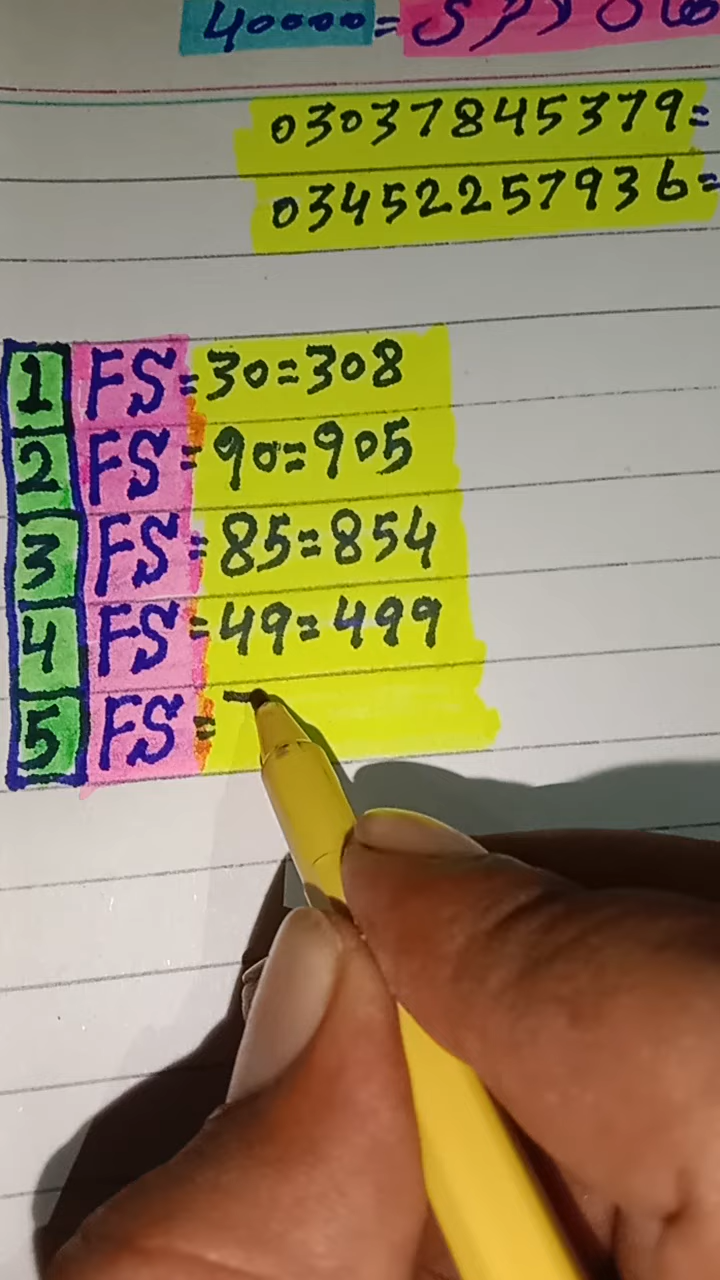 40000=
03037845379=
03452257936=
1 FS=30=308
2 FS=90=905
3 FS=85=854
4 FS=49=499
5 FS=